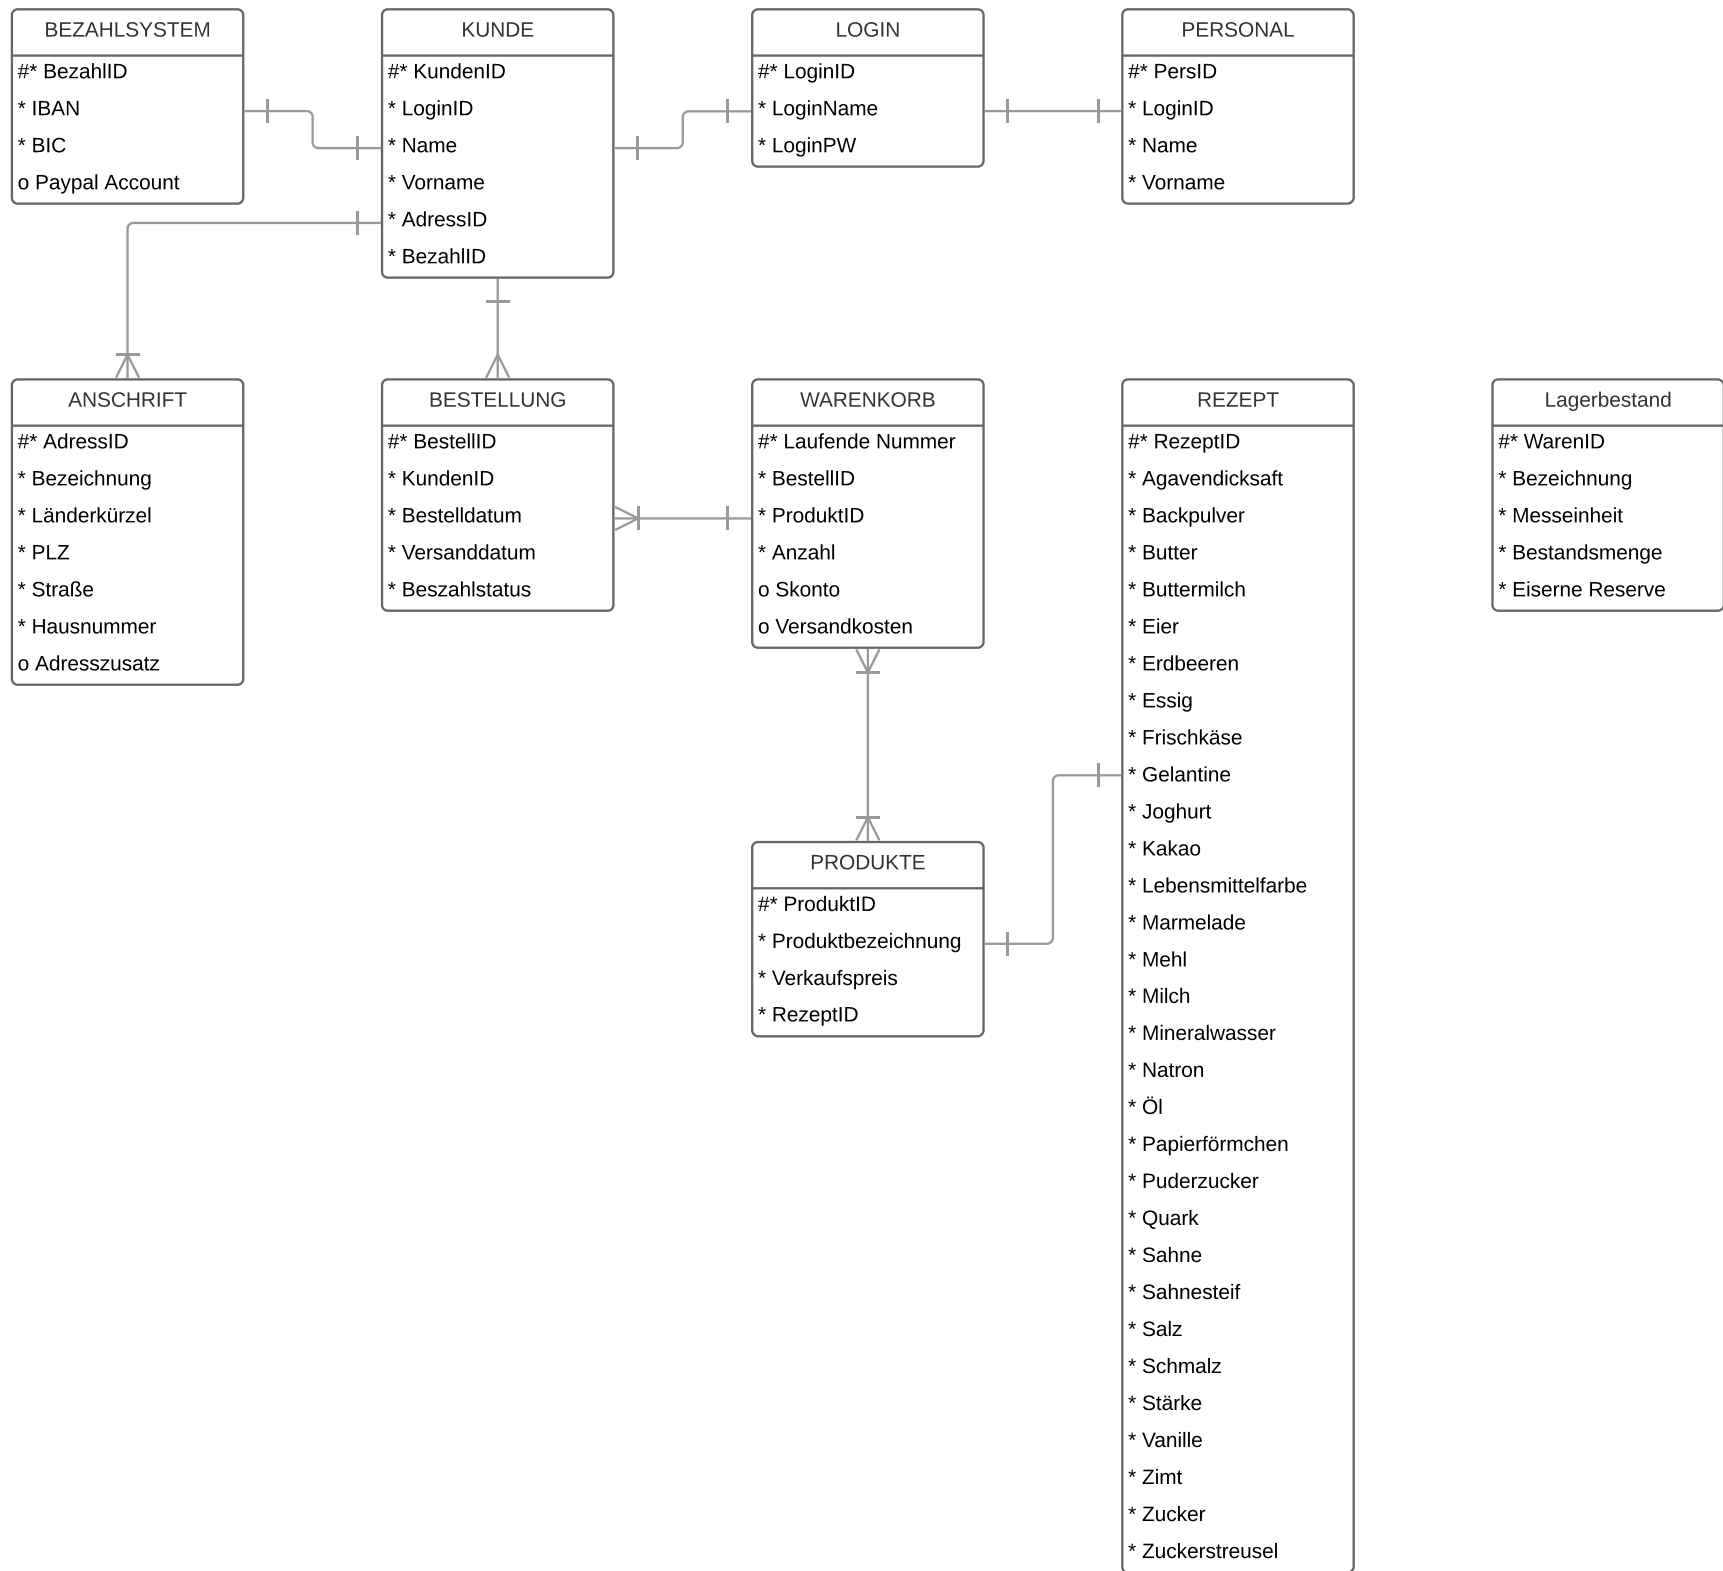 BEZAHLSYSTEM
#* BezahlID
* IBAN
* BIC
o Paypal Account
KUNDE
#* KundenID
* LoginID
* Name
* Vorname
* AdressID
* BezahlID
LOGIN
#* LoginID
* LoginName
* LoginPW
PERSONAL
#* PersID
* LoginID
* Name
* Vorname
ANSCHRIFT
#* AdressID
* Bezeichnung
* Länderkürzel
* PLZ
* Straße
* Hausnummer
o Adresszusatz
BESTELLUNG
#* BestellID
* KundenID
* Bestelldatum
* Versanddatum
* Beszahlstatus
WARENKORB
#* Laufende Nummer
* BestellID
* ProduktID
* Anzahl
o Skonto
o Versandkosten
PRODUKTE
#* ProduktID
* Produktbezeichnung
* Verkaufspreis
* RezeptID
REZEPT
#* RezeptID
* Agavendicksaft
* Backpulver
* Butter
* Buttermilch
* Eier
* Erdbeeren
* Essig
* Frischkäse
* Gelantine
* Joghurt
* Kakao
* Lebensmittelfarbe
* Marmelade
* Mehl
* Milch
* Mineralwasser
* Natron
* Öl
* Papierförmchen
* Puderzucker
* Quark
* Sahne
* Sahnesteif
* Salz
* Schmalz
* Stärke
* Vanille
* Zimt
* Zucker
* Zuckerstreusel
Lagerbestand
#* WarenID
* Bezeichnung
* Messeinheit
* Bestandsmenge
* Eiserne Reserve